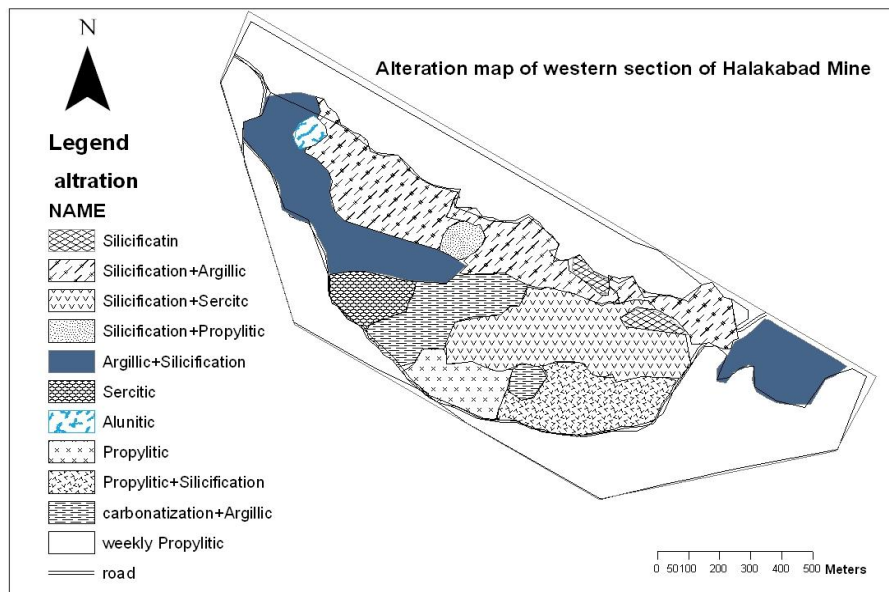 N
Alteration map of western section of Halakabad Mine
Legend
altration
NAME
Silicificatin
Silicification+Argillic
Silicification+Sercitc
Silicification+Propylitic
Argillic+Silicification
Sercitic
Alunitic
Propylitic
Propylitic+Silicification
carbonatization+Argillic
weekly Propylitic
road
0 50100 200 300 400 500 Meters